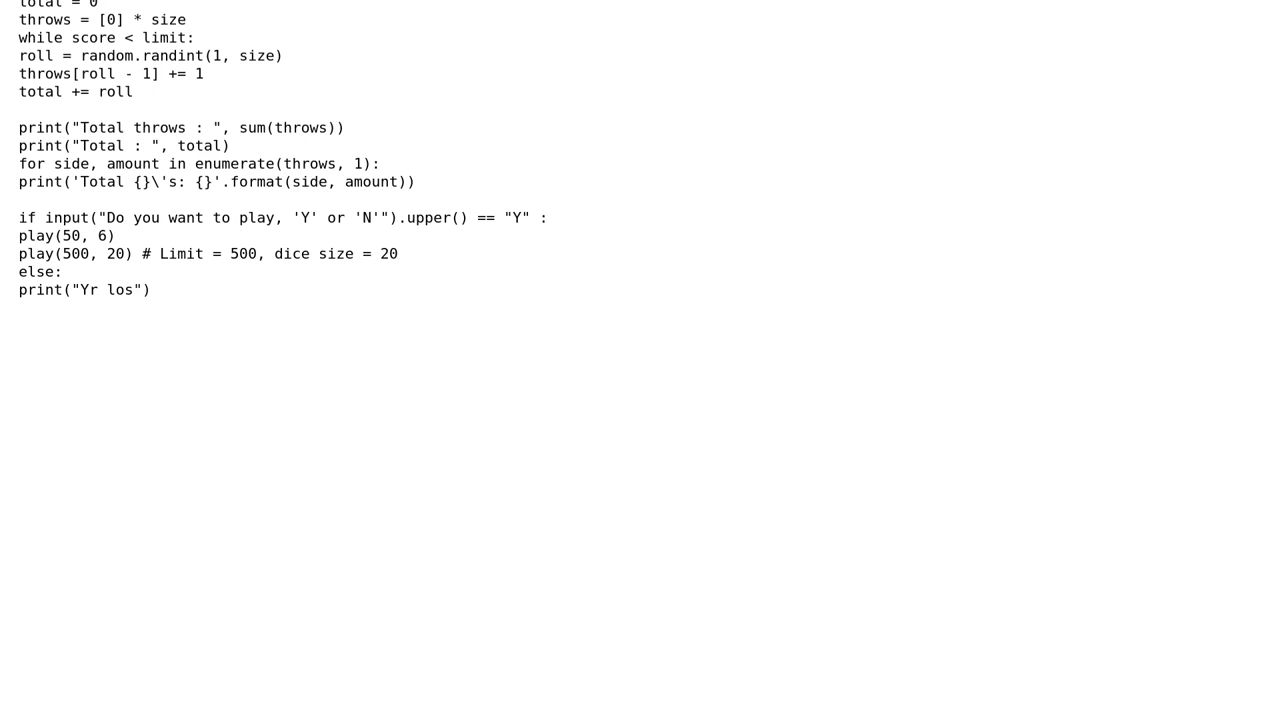 total = 0
throws = [0] * size
while score < limit:
roll = random.randint(1, size)
throws[roll - 1] += 1
total += roll
print("Total throws : ", sum(throws))
print("Total : ", total)
for side, amount in enumerate(throws, 1):
print('Total {}\'s: {}'.format(side, amount))
if input("Do you want to play, 'Y' or 'N'").upper() == "Y" :
play(50, 6)
play(500, 20) # Limit = 500, dice size = 20
else:
print("Yr los")